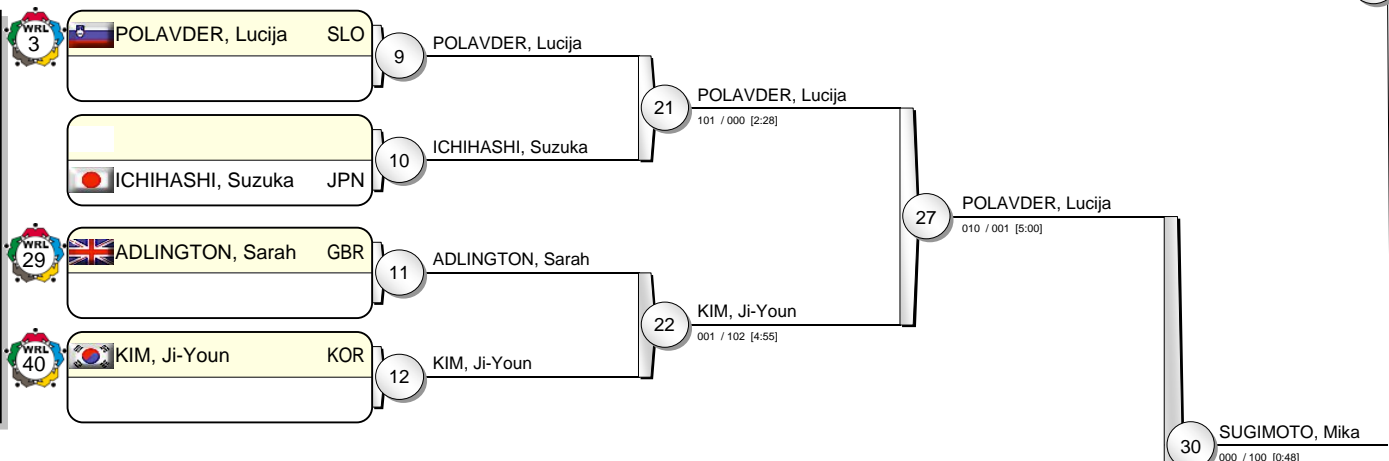 WRL
3
POLAVDER, Lucija SLO
9
POLAVDER, Lucija
21
POLAVDER, Lucija
101 / 000 [2:28]
10
ICHIHASHI, Suzuka
ICHIHASHI, Suzuka JPN
27
POLAVDER, Lucija
010 / 001 [5:00]
WRL
29
ADLINGTON, Sarah GBR
11
ADLINGTON, Sarah
22
KIM, Ji-Youn
001 / 102 [4:55]
WRL
40
KIM, Ji-Youn KOR
12
KIM, Ji-Youn
30
SUGIMOTO, Mika
000 / 100 [0:48]